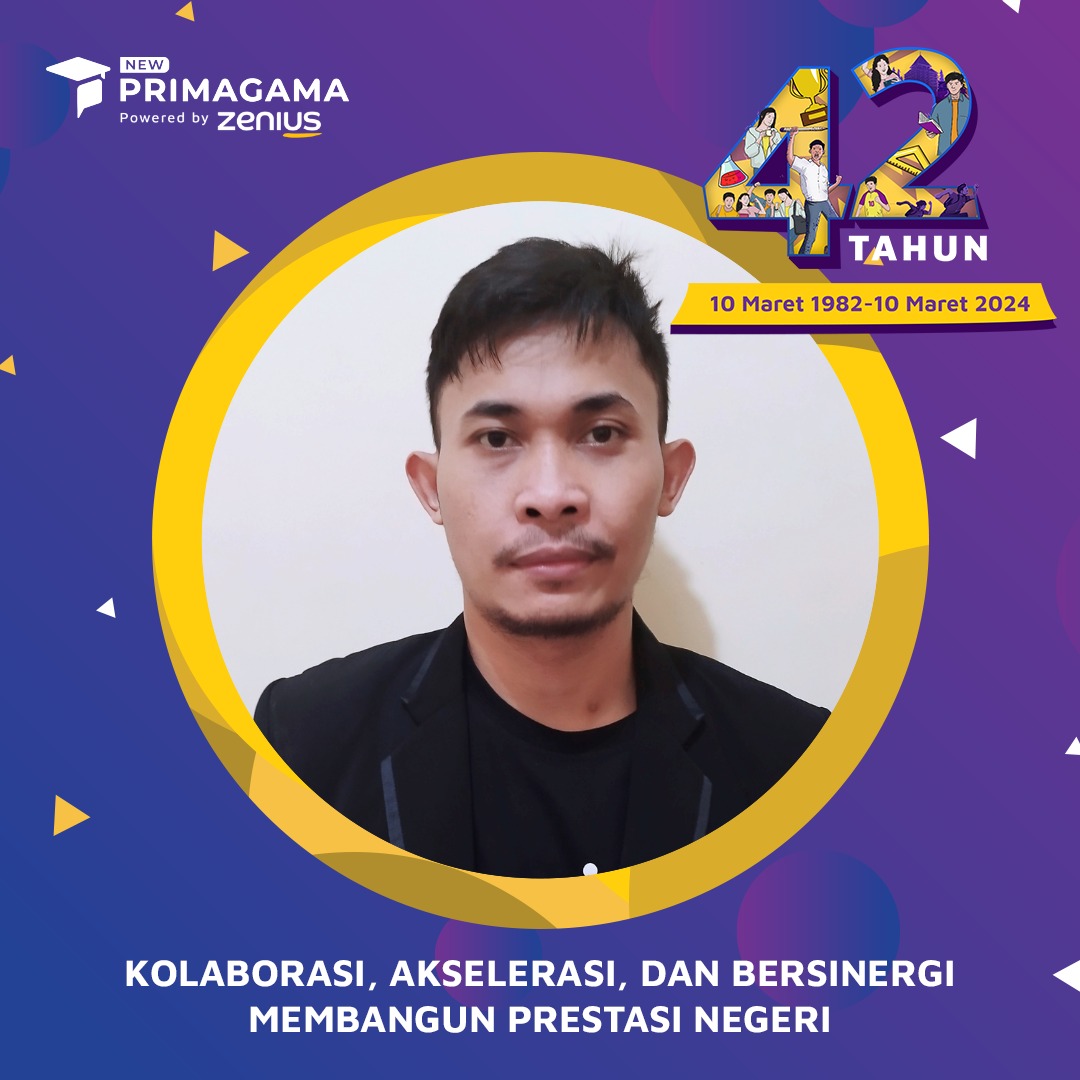 NEW
PRIMAGAMA
Powered by zenius
42
TAHUN
10 Maret 1982-10 Maret 2024
KOLABORASI, AKSELERASI, DAN BERSINERGI
MEMBANGUN PRESTASI NEGERI